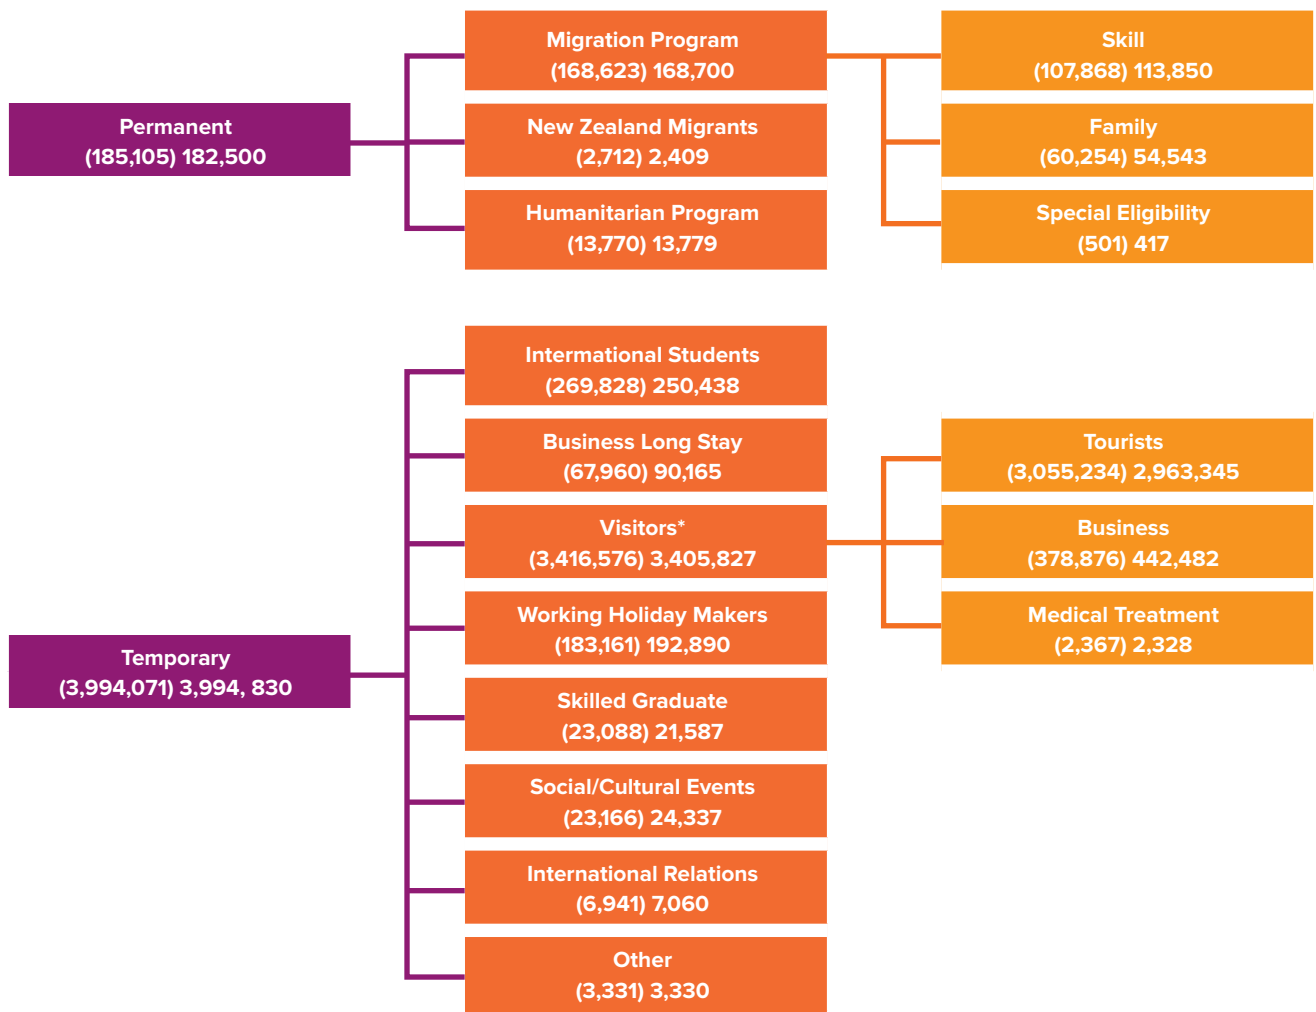 Permanent
(185,105) 182,500
Migration Program
(168,623) 168,700
New Zealand Migrants
(2,712) 2,409
Humanitarian Program
(13,770) 13,779
Skill
(107,868) 113,850
Family
(60,254) 54,543
Special Eligibility
(501) 417
Temporary
(3,994,071) 3,994, 830
Intermational Students
(269,828) 250,438
Business Long Stay
(67,960) 90,165
Visitors*
(3,416,576) 3,405,827
Working Holiday Makers
(183,161) 192,890
Skilled Graduate
(23,088) 21,587
Social/Cultural Events
(23,166) 24,337
International Relations
(6,941) 7,060
Other
(3,331) 3,330
Tourists
(3,055,234) 2,963,345
Business
(378,876) 442,482
Medical Treatment
(2,367) 2,328